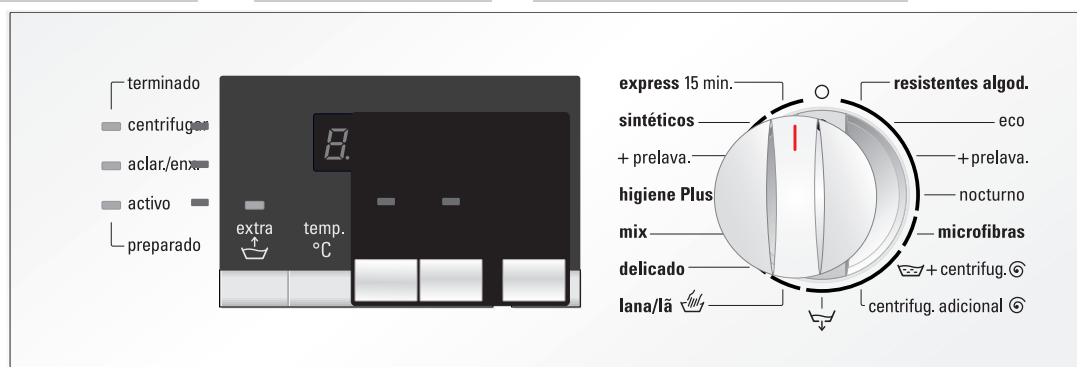 terminado
centrifugar
aclar./enx.
activo
preparado
8.
extra
temp.
°C
express 15 min.
sintéticos
+ prelava.
higiene Plus
mix
delicado
lana/lã
resistentes algod.
eco
+ prelava.
nocturno
microfibras
+ centrifug.
centrifug. adicional